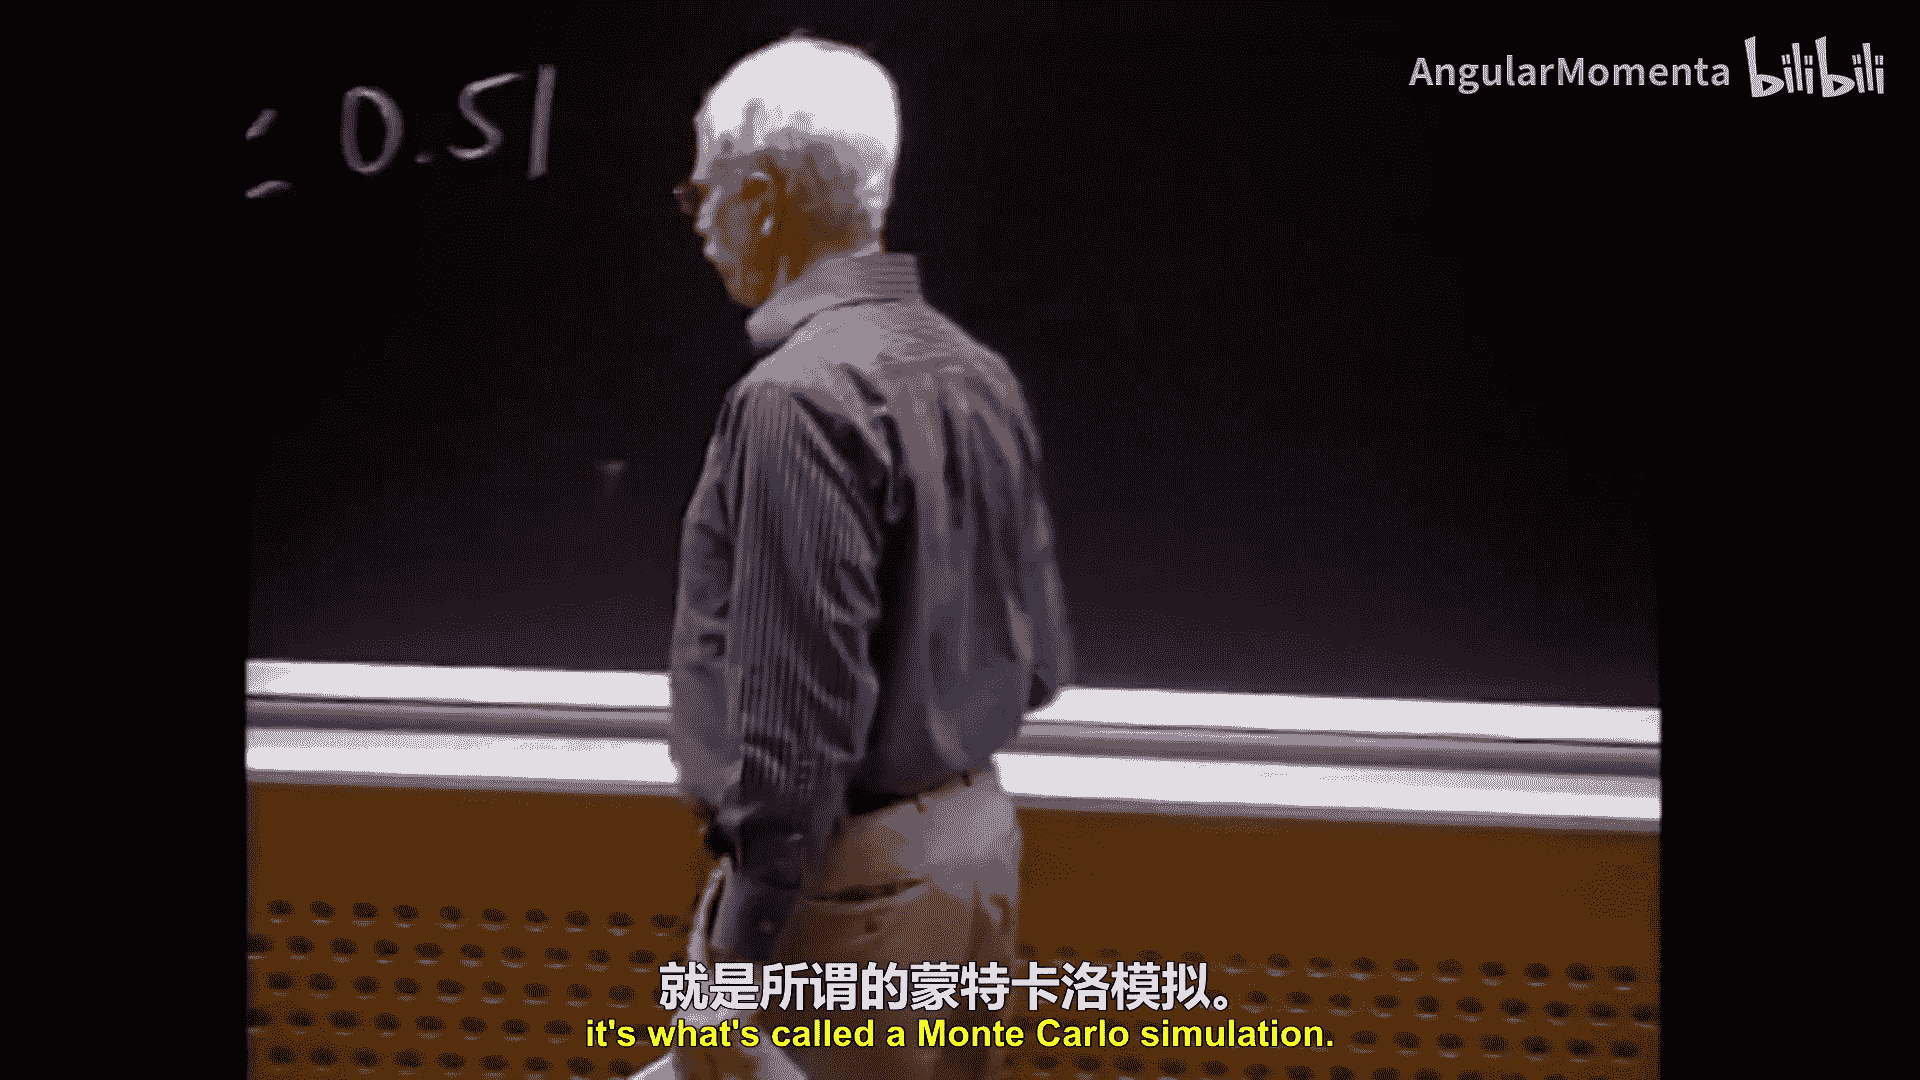 AngularMomenta bilibili
= 0.51
就是所谓的蒙特卡洛模拟。
it's what's called a Monte Carlo simulation.